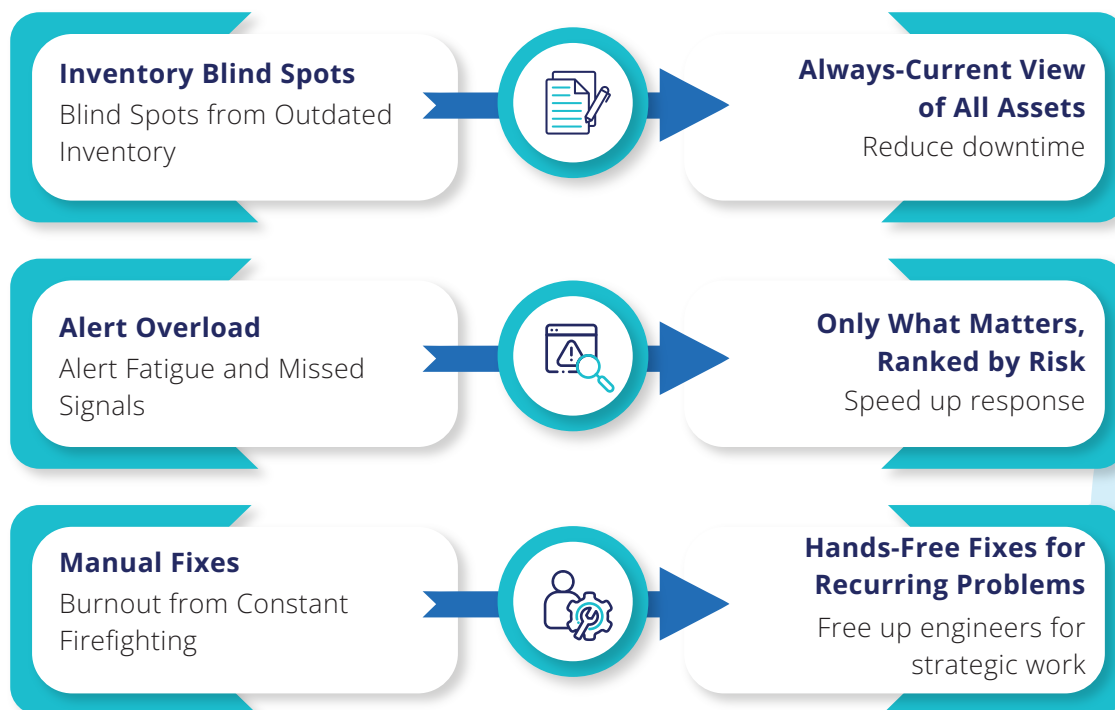 Inventory Blind Spots
Blind Spots from Outdated
Inventory
Always-Current View
of All Assets
Reduce downtime
Alert Overload
Alert Fatigue and Missed
Signals
Only What Matters,
Ranked by Risk
Speed up response
Manual Fixes
Burnout from Constant
Firefighting
Hands-Free Fixes for
Recurring Problems
Free up engineers for
strategic work